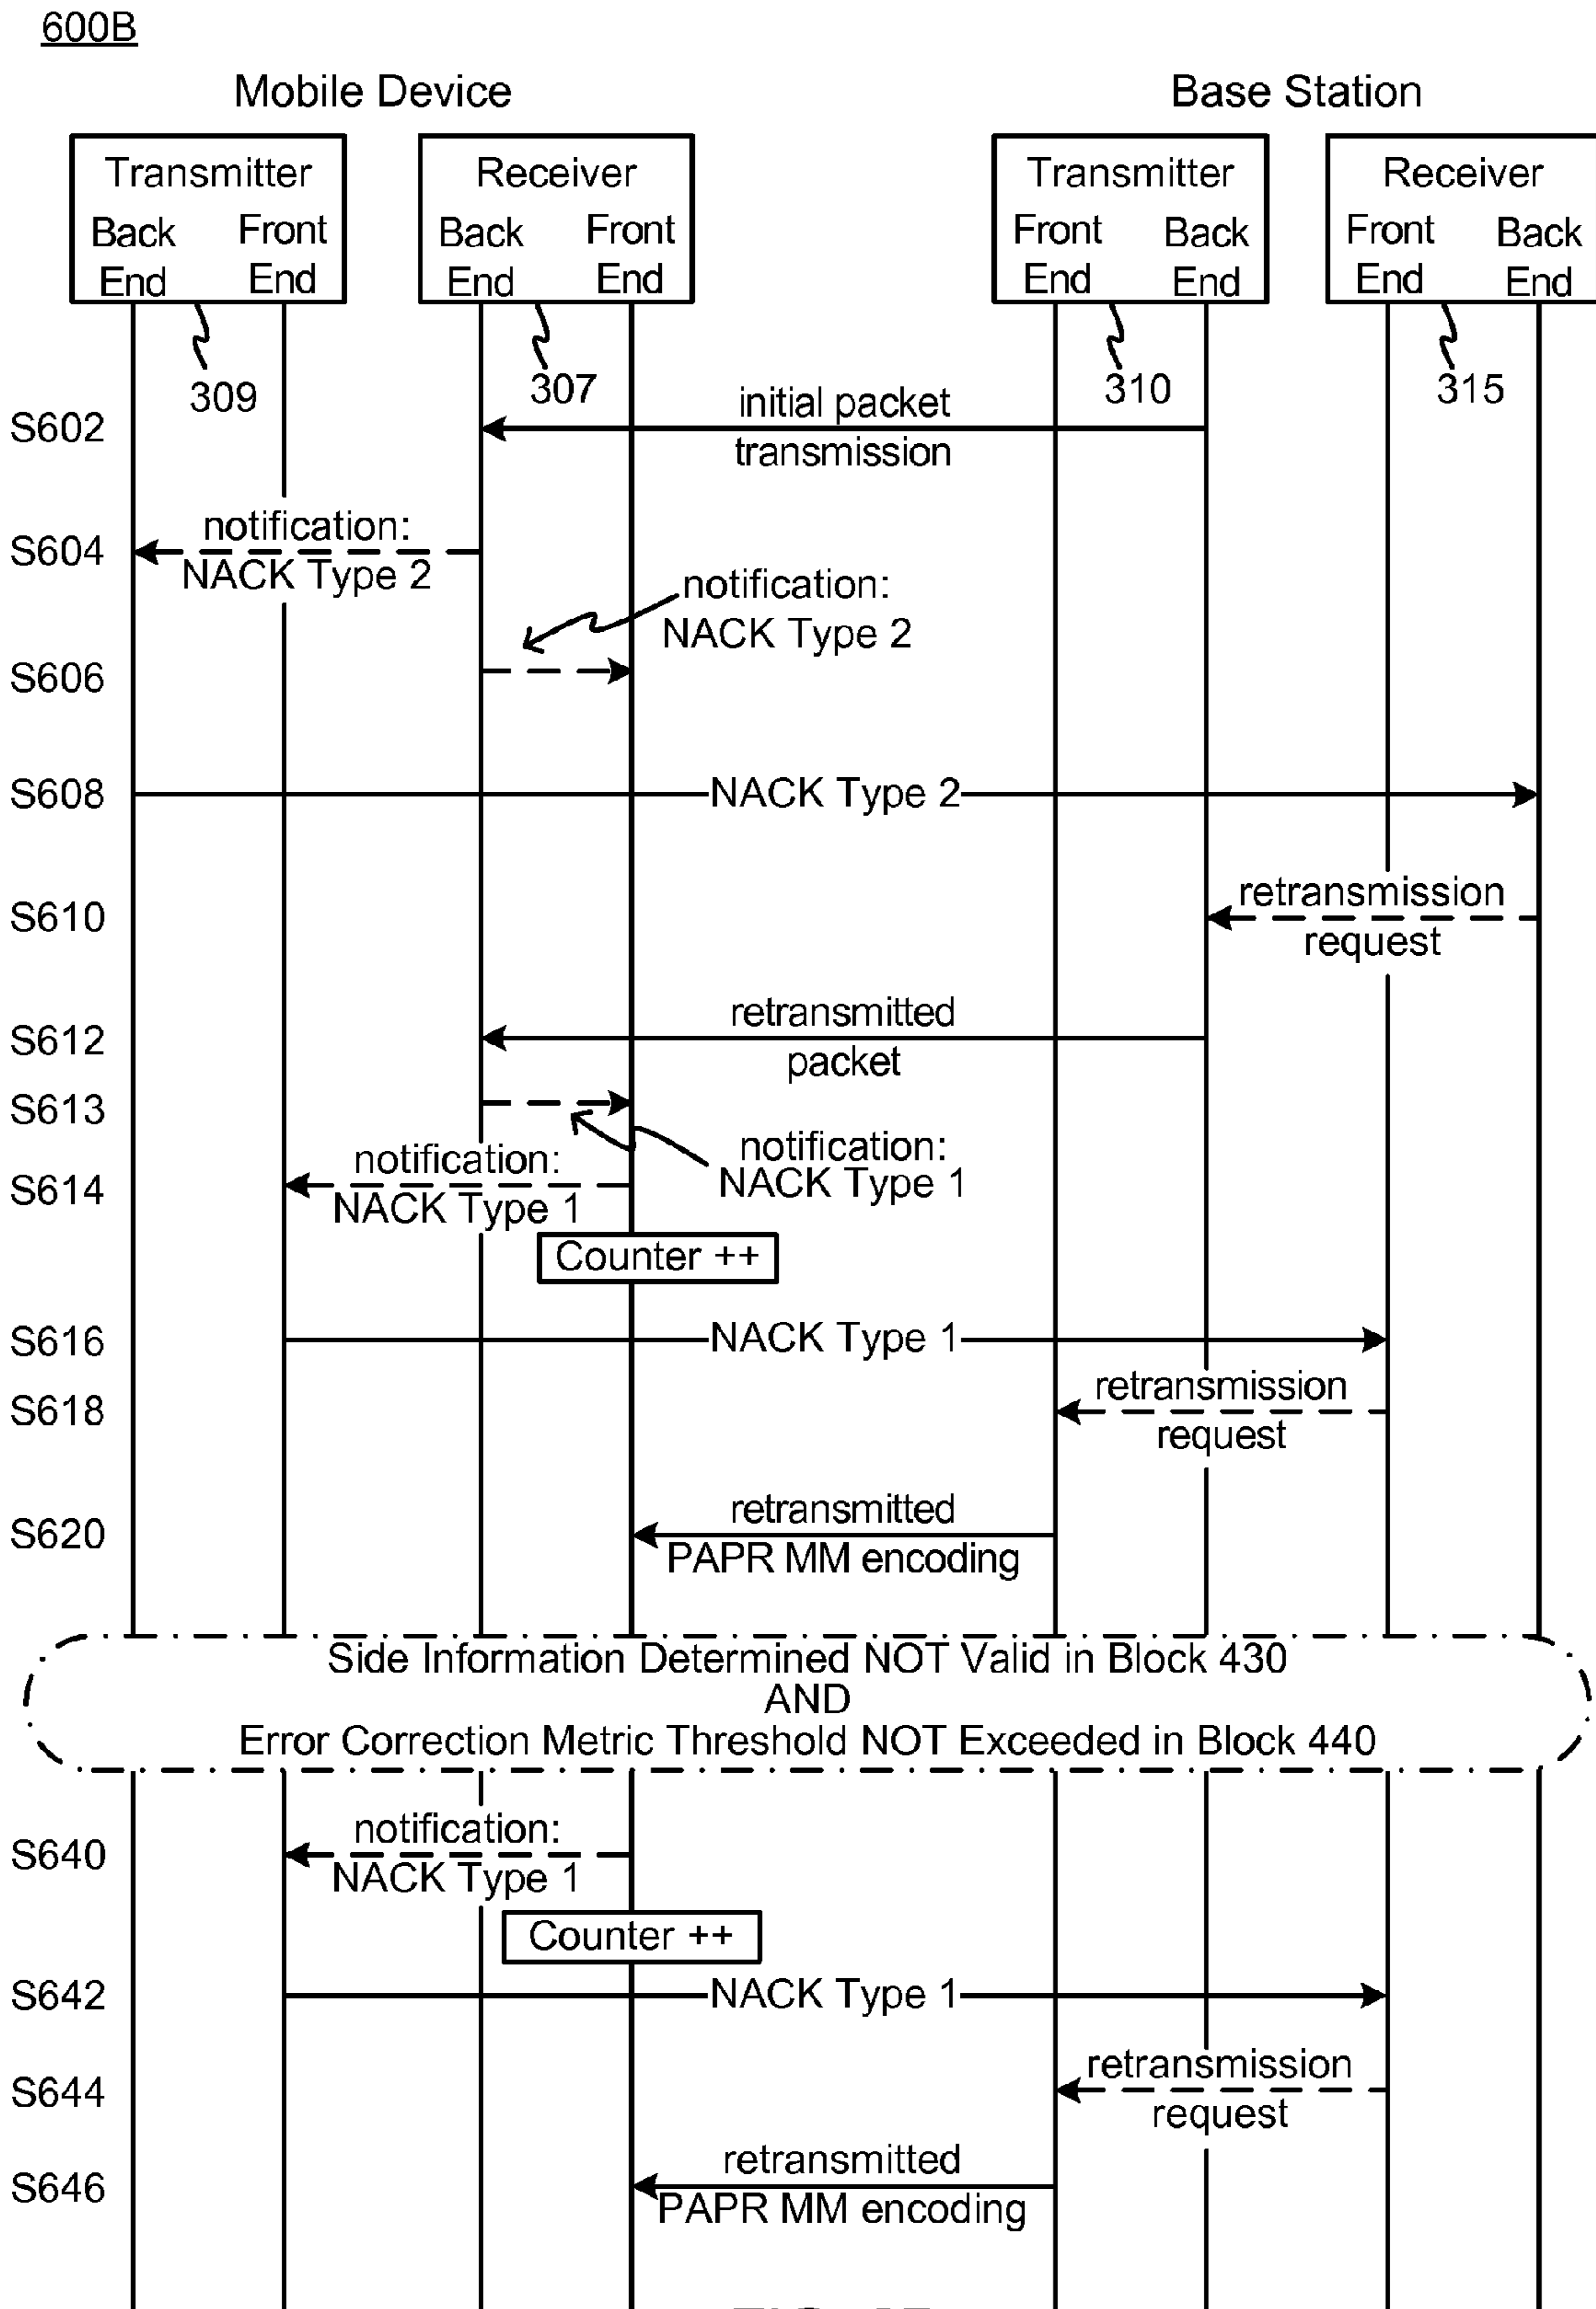 600B
Mobile Device
Base Station
Transmitter
Back End
Front End
Receiver
Back End
Front End
Transmitter
Front End
Back End
Receiver
Front End
Back End
309
307
310
315
S602
initial packet
transmission
S604
notification:
NACK Type 2
notification:
NACK Type 2
S606
S608
NACK Type 2
S610
retransmission
request
S612
retransmitted
packet
S613
notification:
NACK Type 1
S614
notification:
NACK Type 1
Counter ++
S616
NACK Type 1
S618
retransmission
request
S620
retransmitted
PAPR MM encoding
Side Information Determined NOT Valid in Block 430
AND
Error Correction Metric Threshold NOT Exceeded in Block 440
S640
notification:
NACK Type 1
Counter ++
S642
NACK Type 1
S644
retransmission
request
S646
retransmitted
PAPR MM encoding